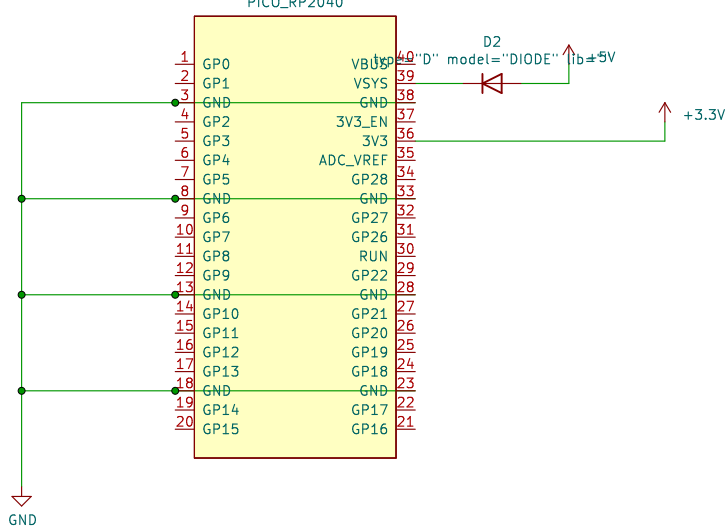 PICO_RP2040
D2
type="D" model="DIODE" lib="
+5V
1 GP0 VBUS 40
2 GP1 VSYS 39
3 GND GND 38
+3.3V
4 GP2 3V3_EN 37
5 GP3 3V3 36
6 GP4 ADC_VREF 35
7 GP5 GP28 34
8 GND GND 33
9 GP6 GP27 32
10 GP7 GP26 31
11 GP8 RUN 30
12 GP9 GP22 29
13 GND GND 28
14 GP10 GP21 27
15 GP11 GP20 26
16 GP12 GP19 25
17 GP13 GP18 24
18 GND GND 23
19 GP14 GP17 22
20 GP15 GP16 21
GND